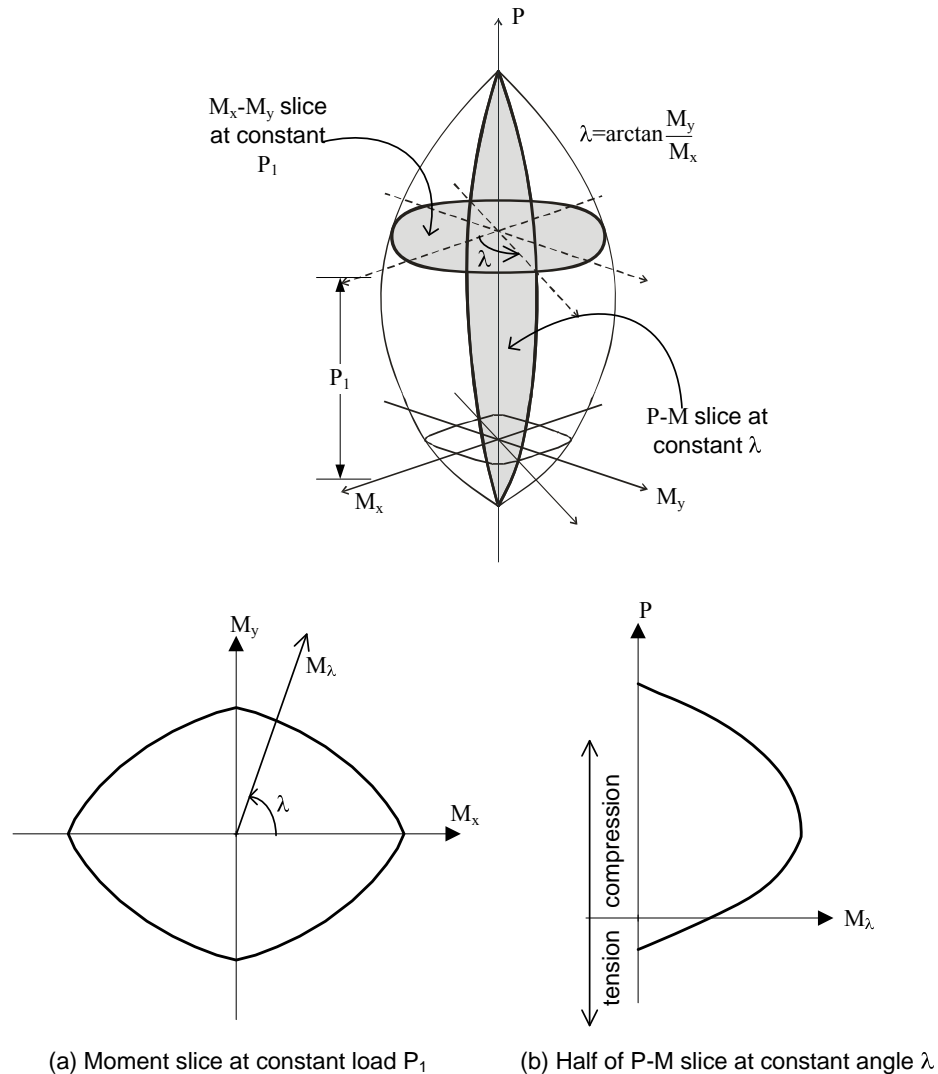 P
Mx-My slice
at constant
P1
λ=arctan My/Mx
λ
P1
P-M slice at
constant λ
Mx
My
My
Mλ
λ
Mx
P
compression
tension
Mλ
(a) Moment slice at constant load P1
(b) Half of P-M slice at constant angle λ